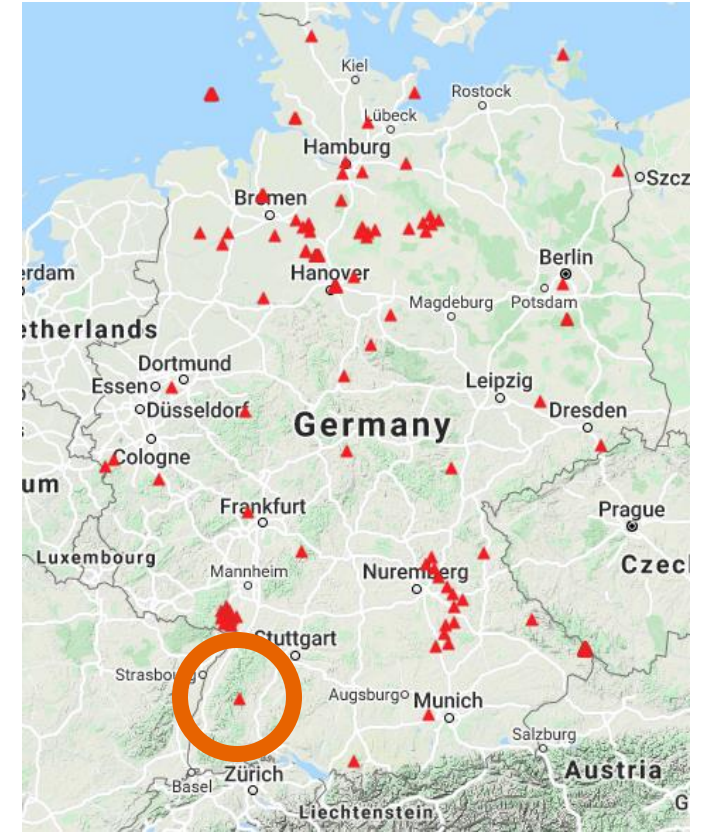 Kiel
Rostock
Lübeck
Hamburg
Bremen
Szcz
Berlin
erdam
Hanover
Magdeburg
Potsdam
etherlands
Dortmund
Essen
Leipzig
Düsseldorf
Dresden
Germany
Cologne
um
Frankfurt
Prague
Luxembourg
Mannheim
Nuremberg
Czec
Stuttgart
Strasbourg
Augsburg
Munich
Salzburg
Zürich
Austria
Basel
Liechtenstein
G